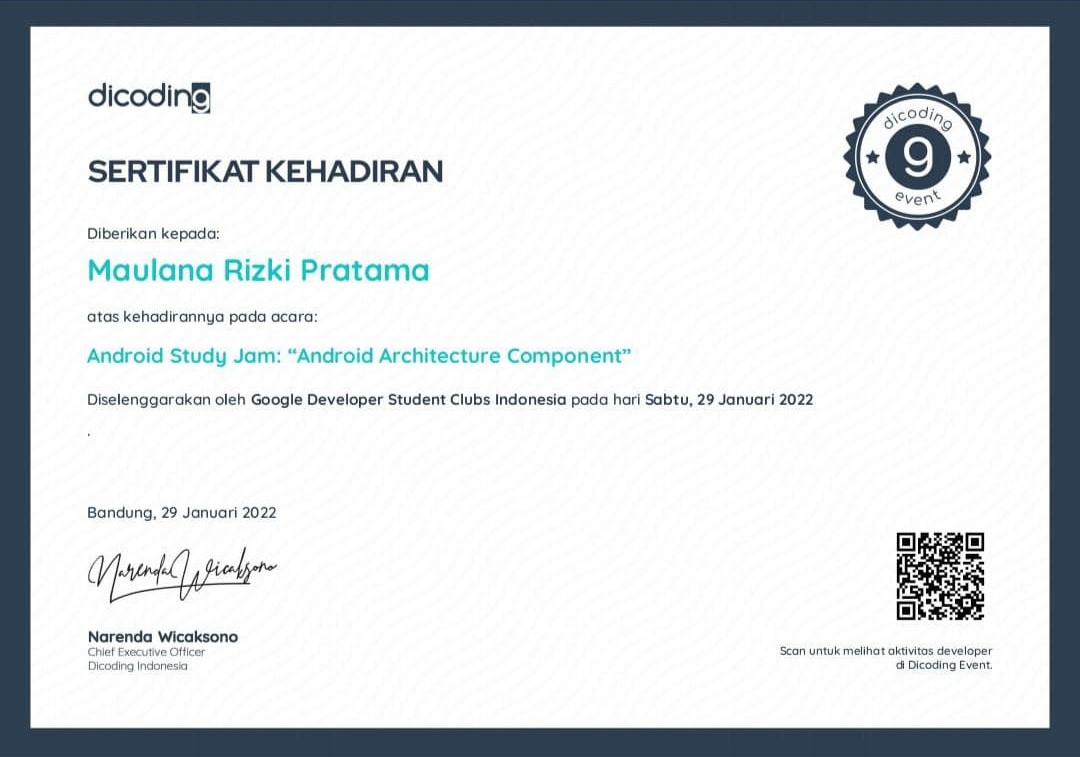 dicoding
dicoding
9
event
SERTIFIKAT KEHADIRAN
Diberikan kepada:
Maulana Rizki Pratama
atas kehadirannya pada acara:
Android Study Jam: “Android Architecture Component”
Diselenggarakan oleh Google Developer Student Clubs Indonesia pada hari Sabtu, 29 Januari 2022
.
Bandung, 29 Januari 2022
Narenda Wicaksono
Narenda Wicaksono
Chief Executive Officer
Dicoding Indonesia
Scan untuk melihat aktivitas developer
di Dicoding Event.